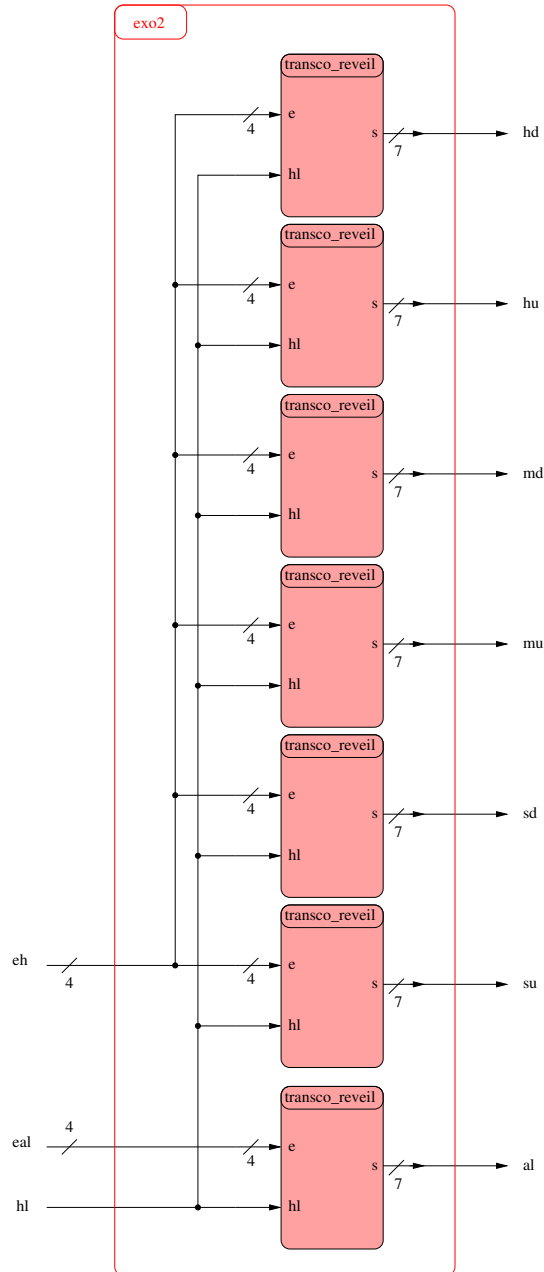 exo2
transco_reveil
e
4
s
hd
7
hl
transco_reveil
e
4
s
hu
7
hl
transco_reveil
e
4
s
md
7
hl
transco_reveil
e
4
s
mu
7
hl
transco_reveil
e
4
s
sd
7
hl
transco_reveil
eh
e
4
4
s
su
7
hl
transco_reveil
4
eal
e
4
s
al
7
hl
hl